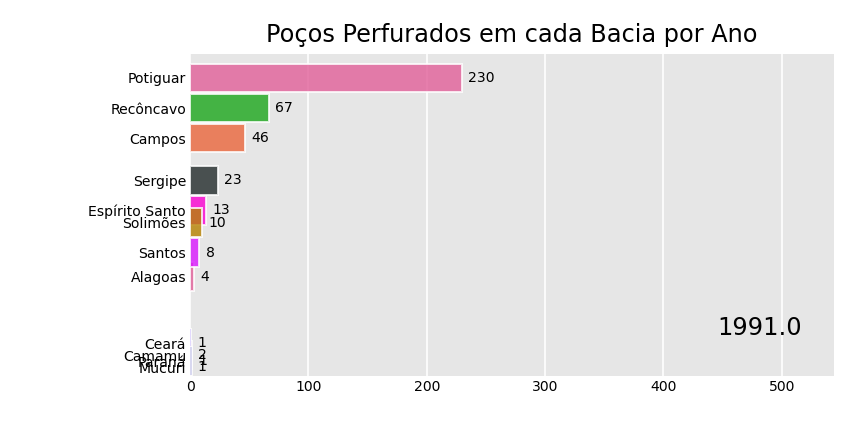 Poços Perfurados em cada Bacia por Ano
Potiguar 230
Recôncavo 67
Campos 46
Sergipe 23
Espírito Santo 13
Solimões 10
Santos 8
Alagoas 4
1991.0
Ceará 1
Camamu 2
Paraná 1
Mucuri 1
0 100 200 300 400 500